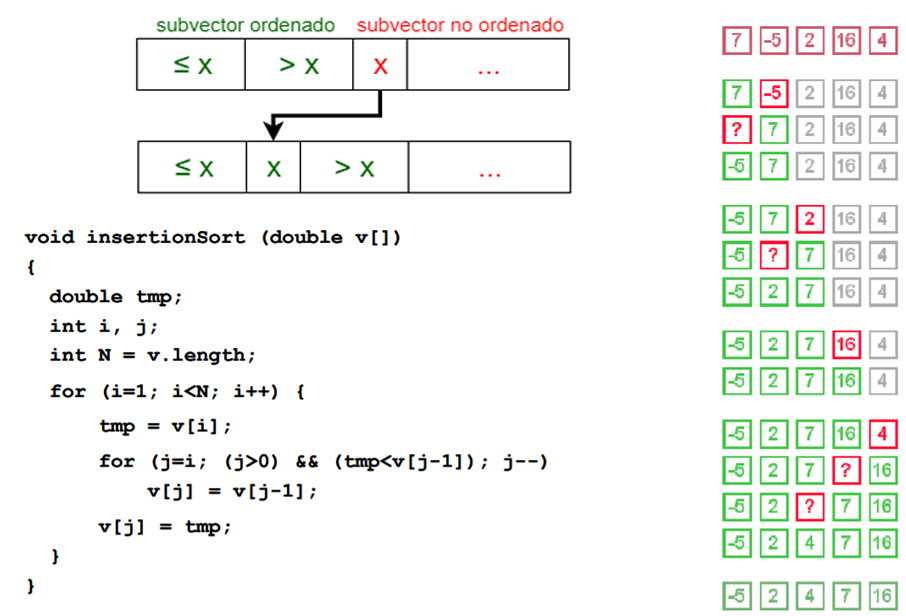 subvector ordenado subvector no ordenado
≤ x > x x ...
≤ x x > x ...
void insertionSort (double v[])
{
double tmp;
int i, j;
int N = v.length;
for (i=1; i<N; i++) {
tmp = v[i];
for (j=i; (j>0) && (tmp<v[j-1]); j--)
v[j] = v[j-1];
v[j] = tmp;
}
}
7 -5 2 16 4
7 -5 2 16 4
? 7 2 16 4
-5 7 2 16 4
-5 7 2 16 4
-5 ? 7 16 4
-5 2 7 16 4
-5 2 7 16 4
-5 2 7 16 4
-5 2 7 16 4
-5 2 7 ? 16
-5 2 ? 7 16
-5 2 4 7 16
-5 2 4 7 16